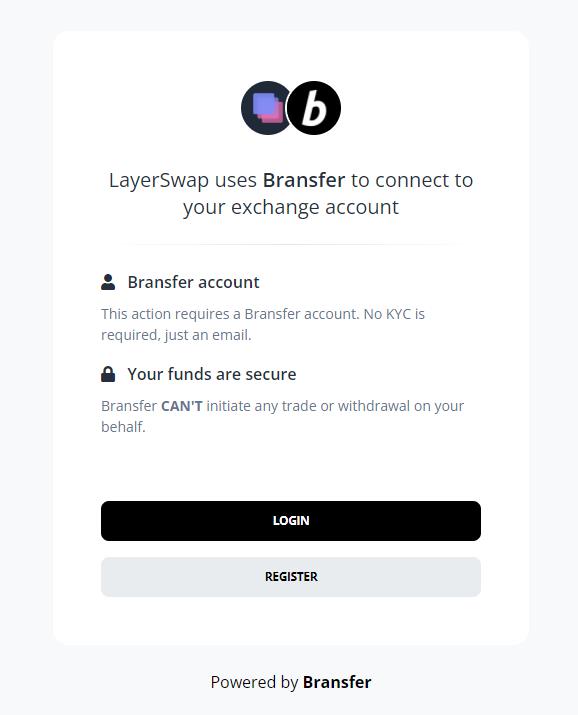 b
LayerSwap uses Bransfer to connect to
your exchange account
Bransfer account
This action requires a Bransfer account. No KYC is
required, just an email.
Your funds are secure
Bransfer CAN'T initiate any trade or withdrawal on your
behalf.
LOGIN
REGISTER
Powered by Bransfer